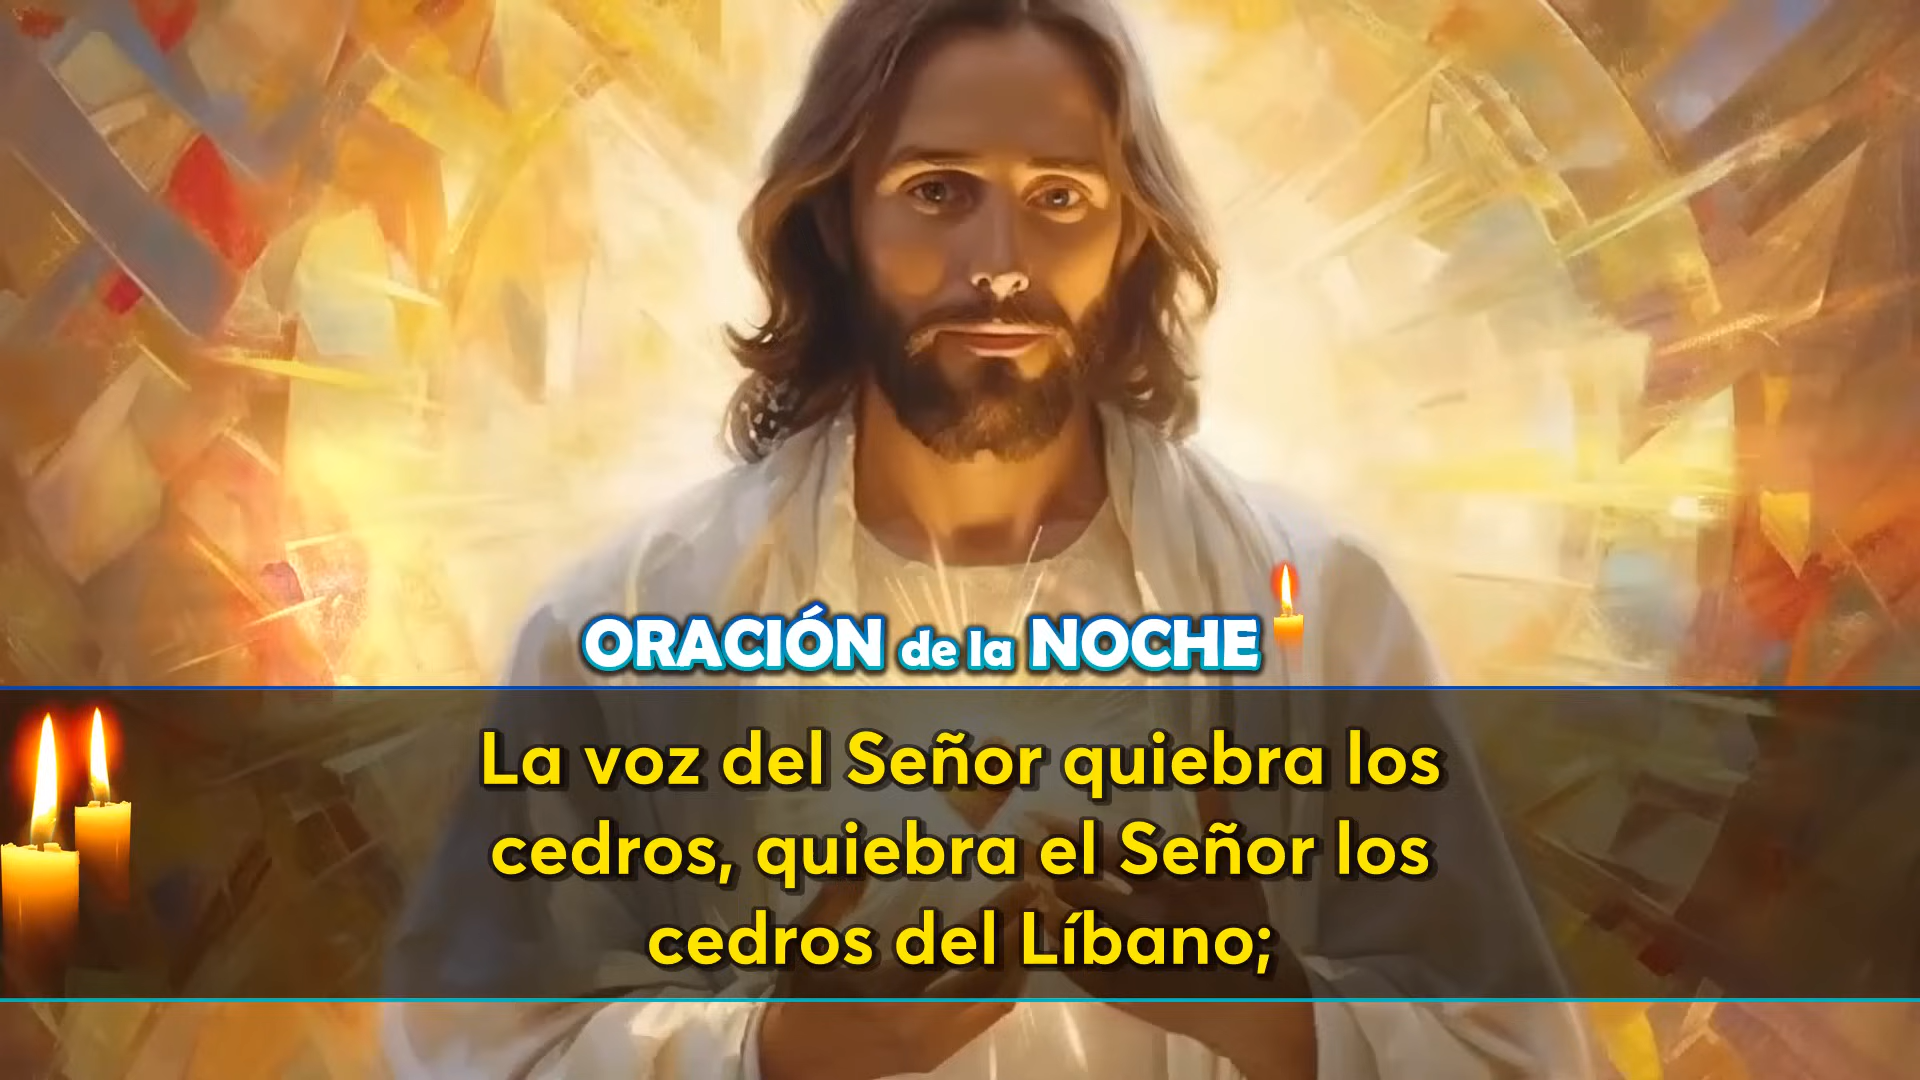 ORACIÓN de la NOCHE
La voz del Señor quiebra los
cedros, quiebra el Señor los
cedros del Líbano;